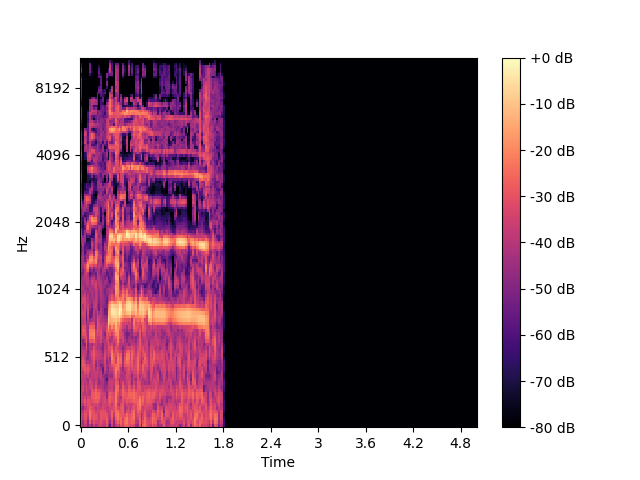 +0 dB
8192
-10 dB
4096
-20 dB
-30 dB
2048
Hz
-40 dB
1024
-50 dB
512
-60 dB
-70 dB
0
-80 dB
0 0.6 1.2 1.8 2.4 3 3.6 4.2 4.8
Time